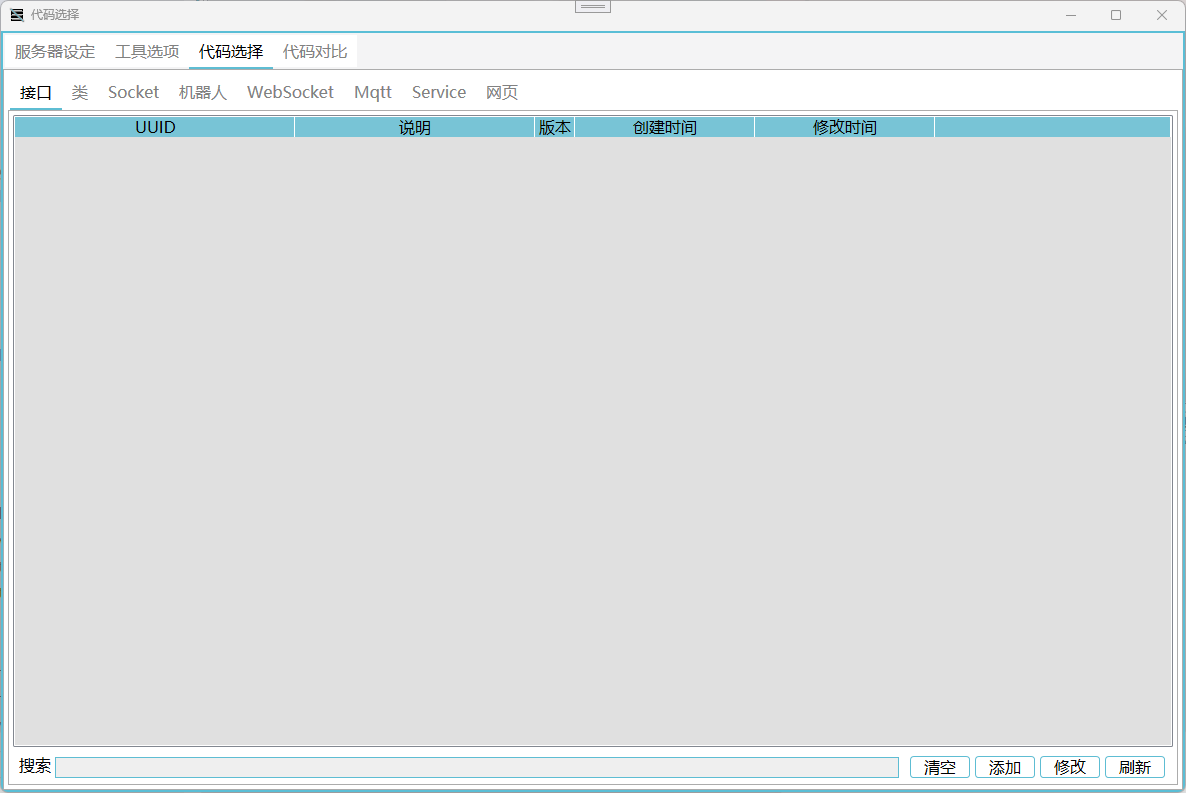 代码选择
服务器设定 工具选项 代码选择 代码对比
接口 类 Socket 机器人 WebSocket Mqtt Service 网页
UUID 说明 版本 创建时间 修改时间
搜索 清空 添加 修改 刷新